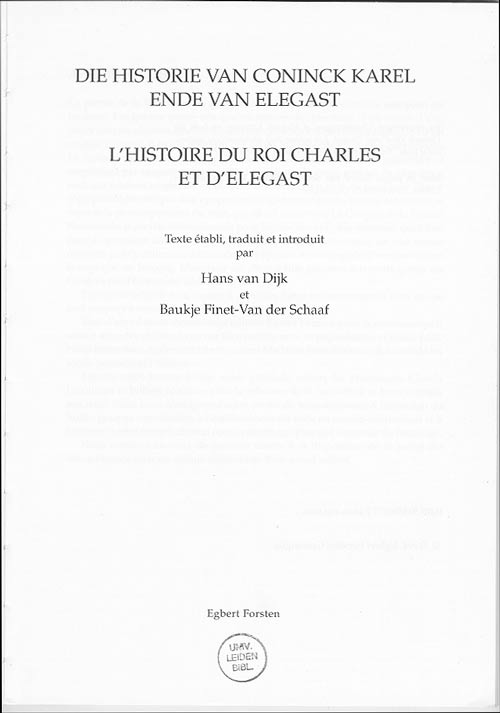 DIE HISTORIE VAN CONINCK KAREL
ENDE VAN ELEGAST
L'HISTOIRE DU ROI CHARLES
ET D'ELEGAST
Texte établi, traduit et introduit
par
Hans van Dijk
et
Baukje Finet-Van der Schaaf
Egbert Forsten
UNIV.
LEIDEN
BIBL.